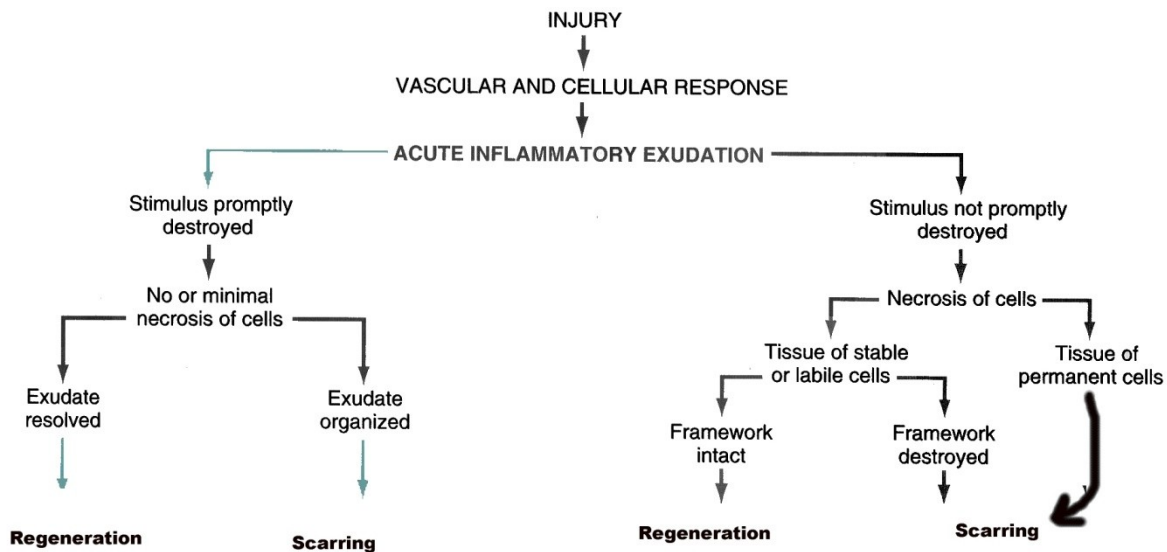 INJURY
VASCULAR AND CELLULAR RESPONSE
ACUTE INFLAMMATORY EXUDATION
Stimulus promptly
destroyed
Stimulus not promptly
destroyed
No or minimal
necrosis of cells
Necrosis of cells
Exudate
resolved
Exudate
organized
Tissue of stable
or labile cells
Tissue of
permanent cells
Framework
intact
Framework
destroyed
Regeneration
Scarring
Regeneration
Scarring